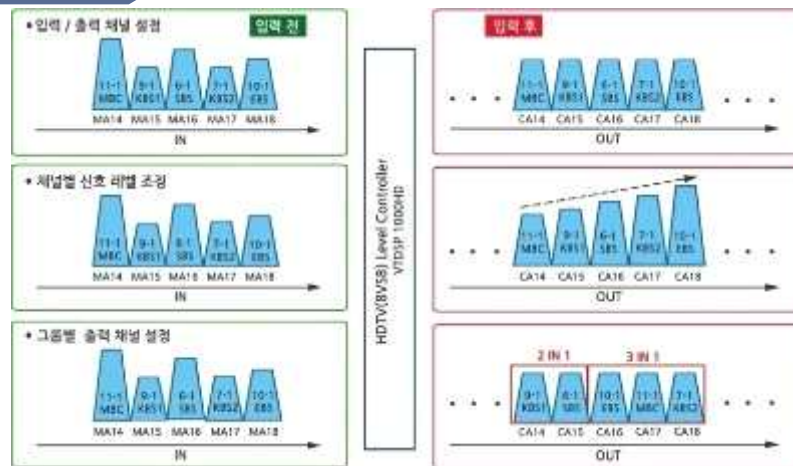 • 입력 / 출력 채널 설정
입력 전
11-1 9-1 6-1 7-1 10-1
MBC KBS1 SBS KBS2 EBS
MA14 MA15 MA16 MA17 MA18
IN
• 채널별 신호 레벨 조정
11-1 9-1 6-1 7-1 10-1
MBC KBS1 SBS KBS2 EBS
MA14 MA15 MA16 MA17 MA18
IN
• 그룹별 출력 채널 설정
11-1 9-1 6-1 7-1 10-1
MBC KBS1 SBS KBS2 EBS
MA14 MA15 MA16 MA17 MA18
IN
HDTV(8VSB) Level Controller
VTDSP 1000HD
입력 후
11-1 9-1 6-1 7-1 10-1
MBC KBS1 SBS KBS2 EBS
CA14 CA15 CA16 CA17 CA18
OUT
11-1 9-1 6-1 7-1 10-1
MBC KBS1 SBS KBS2 EBS
CA14 CA15 CA16 CA17 CA18
OUT
2 IN 1 3 IN 1
9-1 6-1 10-1 11-1 7-1
KBS1 SBS EBS MBC KBS2
CA14 CA15 CA16 CA17 CA18
OUT